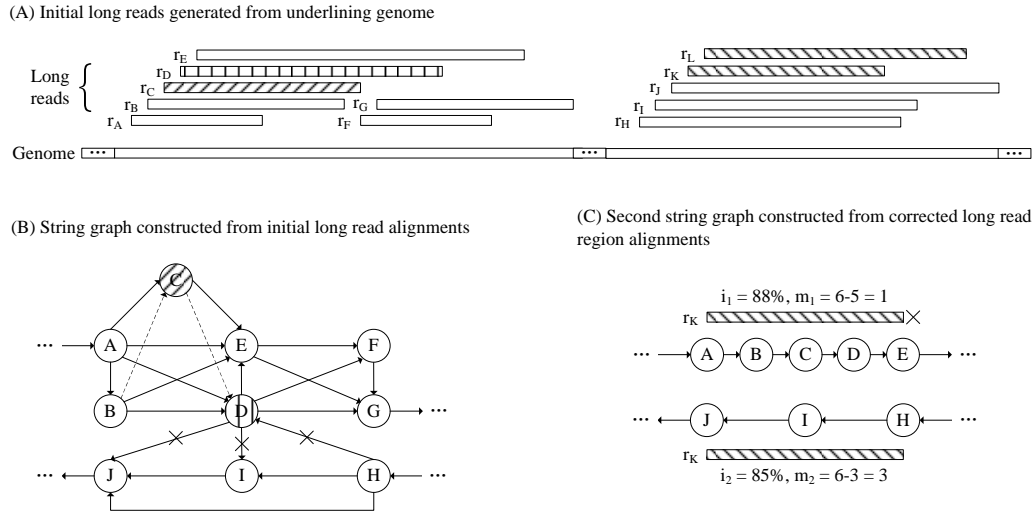 (A) Initial long reads generated from underlining genome
Long
reads
rE
rD
rC
rB
rG
rA
rF
rL
rK
rJ
rI
rH
Genome
... ... ...
(B) String graph constructed from initial long read alignments
C
... A E F
B D G ...
... J I H ...
(C) Second string graph constructed from corrected long read
region alignments
i1 = 88%, m1 = 6-5 = 1
rK
... A B C D E ...
... J I H ...
rK
i2 = 85%, m2 = 6-3 = 3